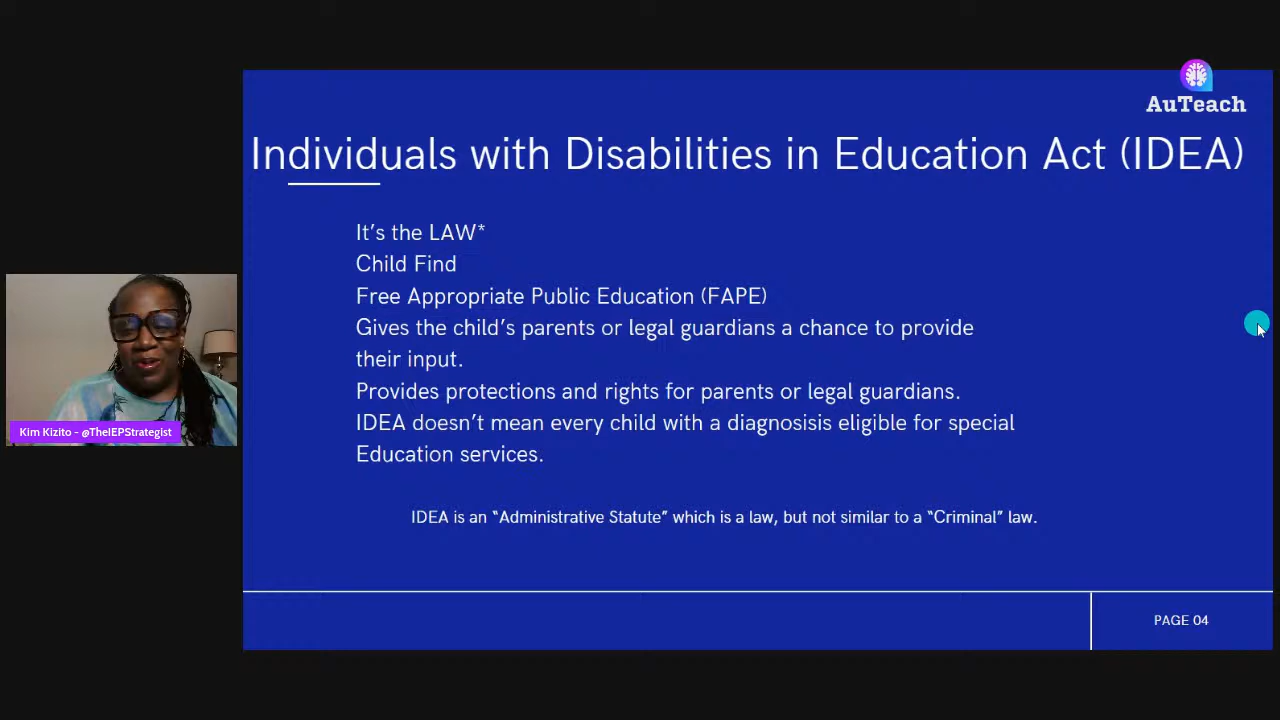 AuTeach
Individuals with Disabilities in Education Act (IDEA)
It's the LAW*
Child Find
Free Appropriate Public Education (FAPE)
Gives the child's parents or legal guardians a chance to provide
their input.
Provides protections and rights for parents or legal guardians.
IDEA doesn't mean every child with a diagnosisis eligible for special
Education services.
IDEA is an “Administrative Statute” which is a law, but not similar to a “Criminal” law.
Kim Kizito - @TheIEPStrategist
PAGE 04